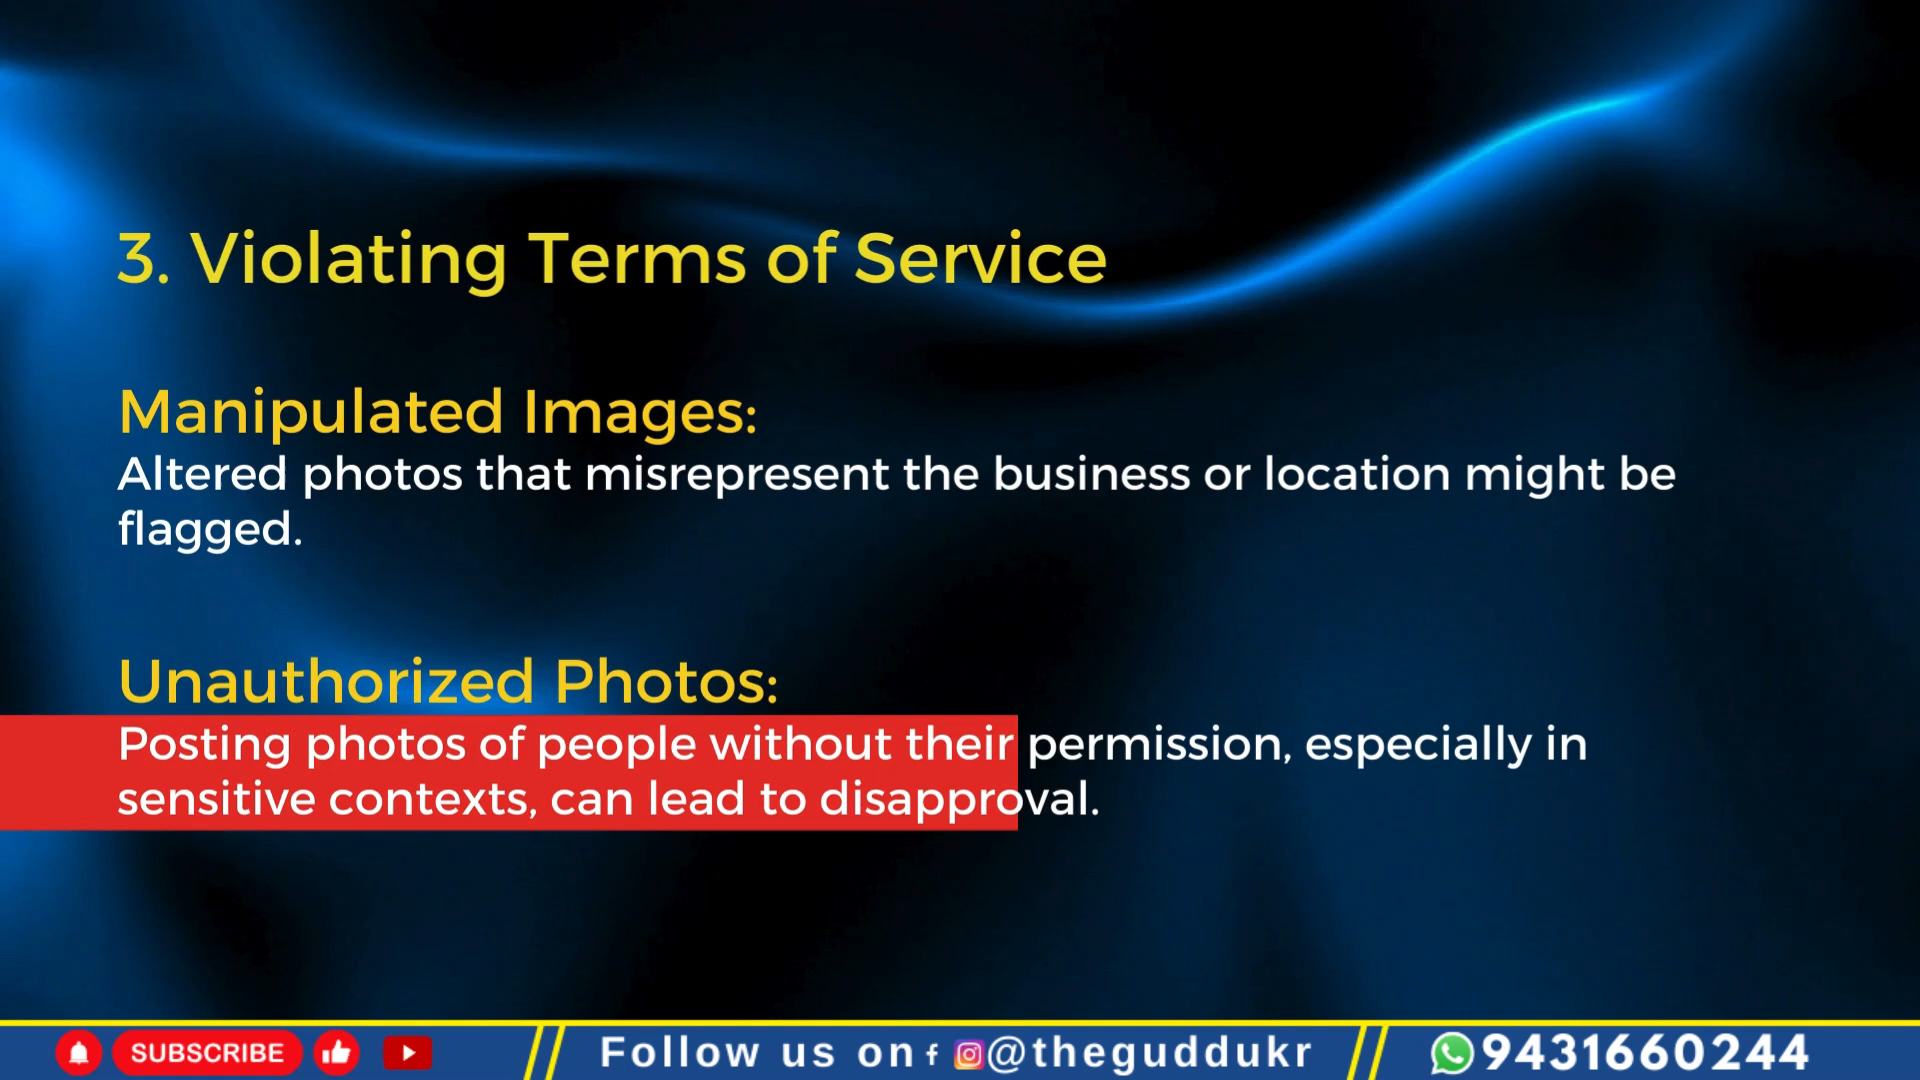 3. Violating Terms of Service
Manipulated Images:
Altered photos that misrepresent the business or location might be
flagged.
Unauthorized Photos:
Posting photos of people without their permission, especially in
sensitive contexts, can lead to disapproval.
SUBSCRIBE
Follow us on f @theguddukr
9431660244